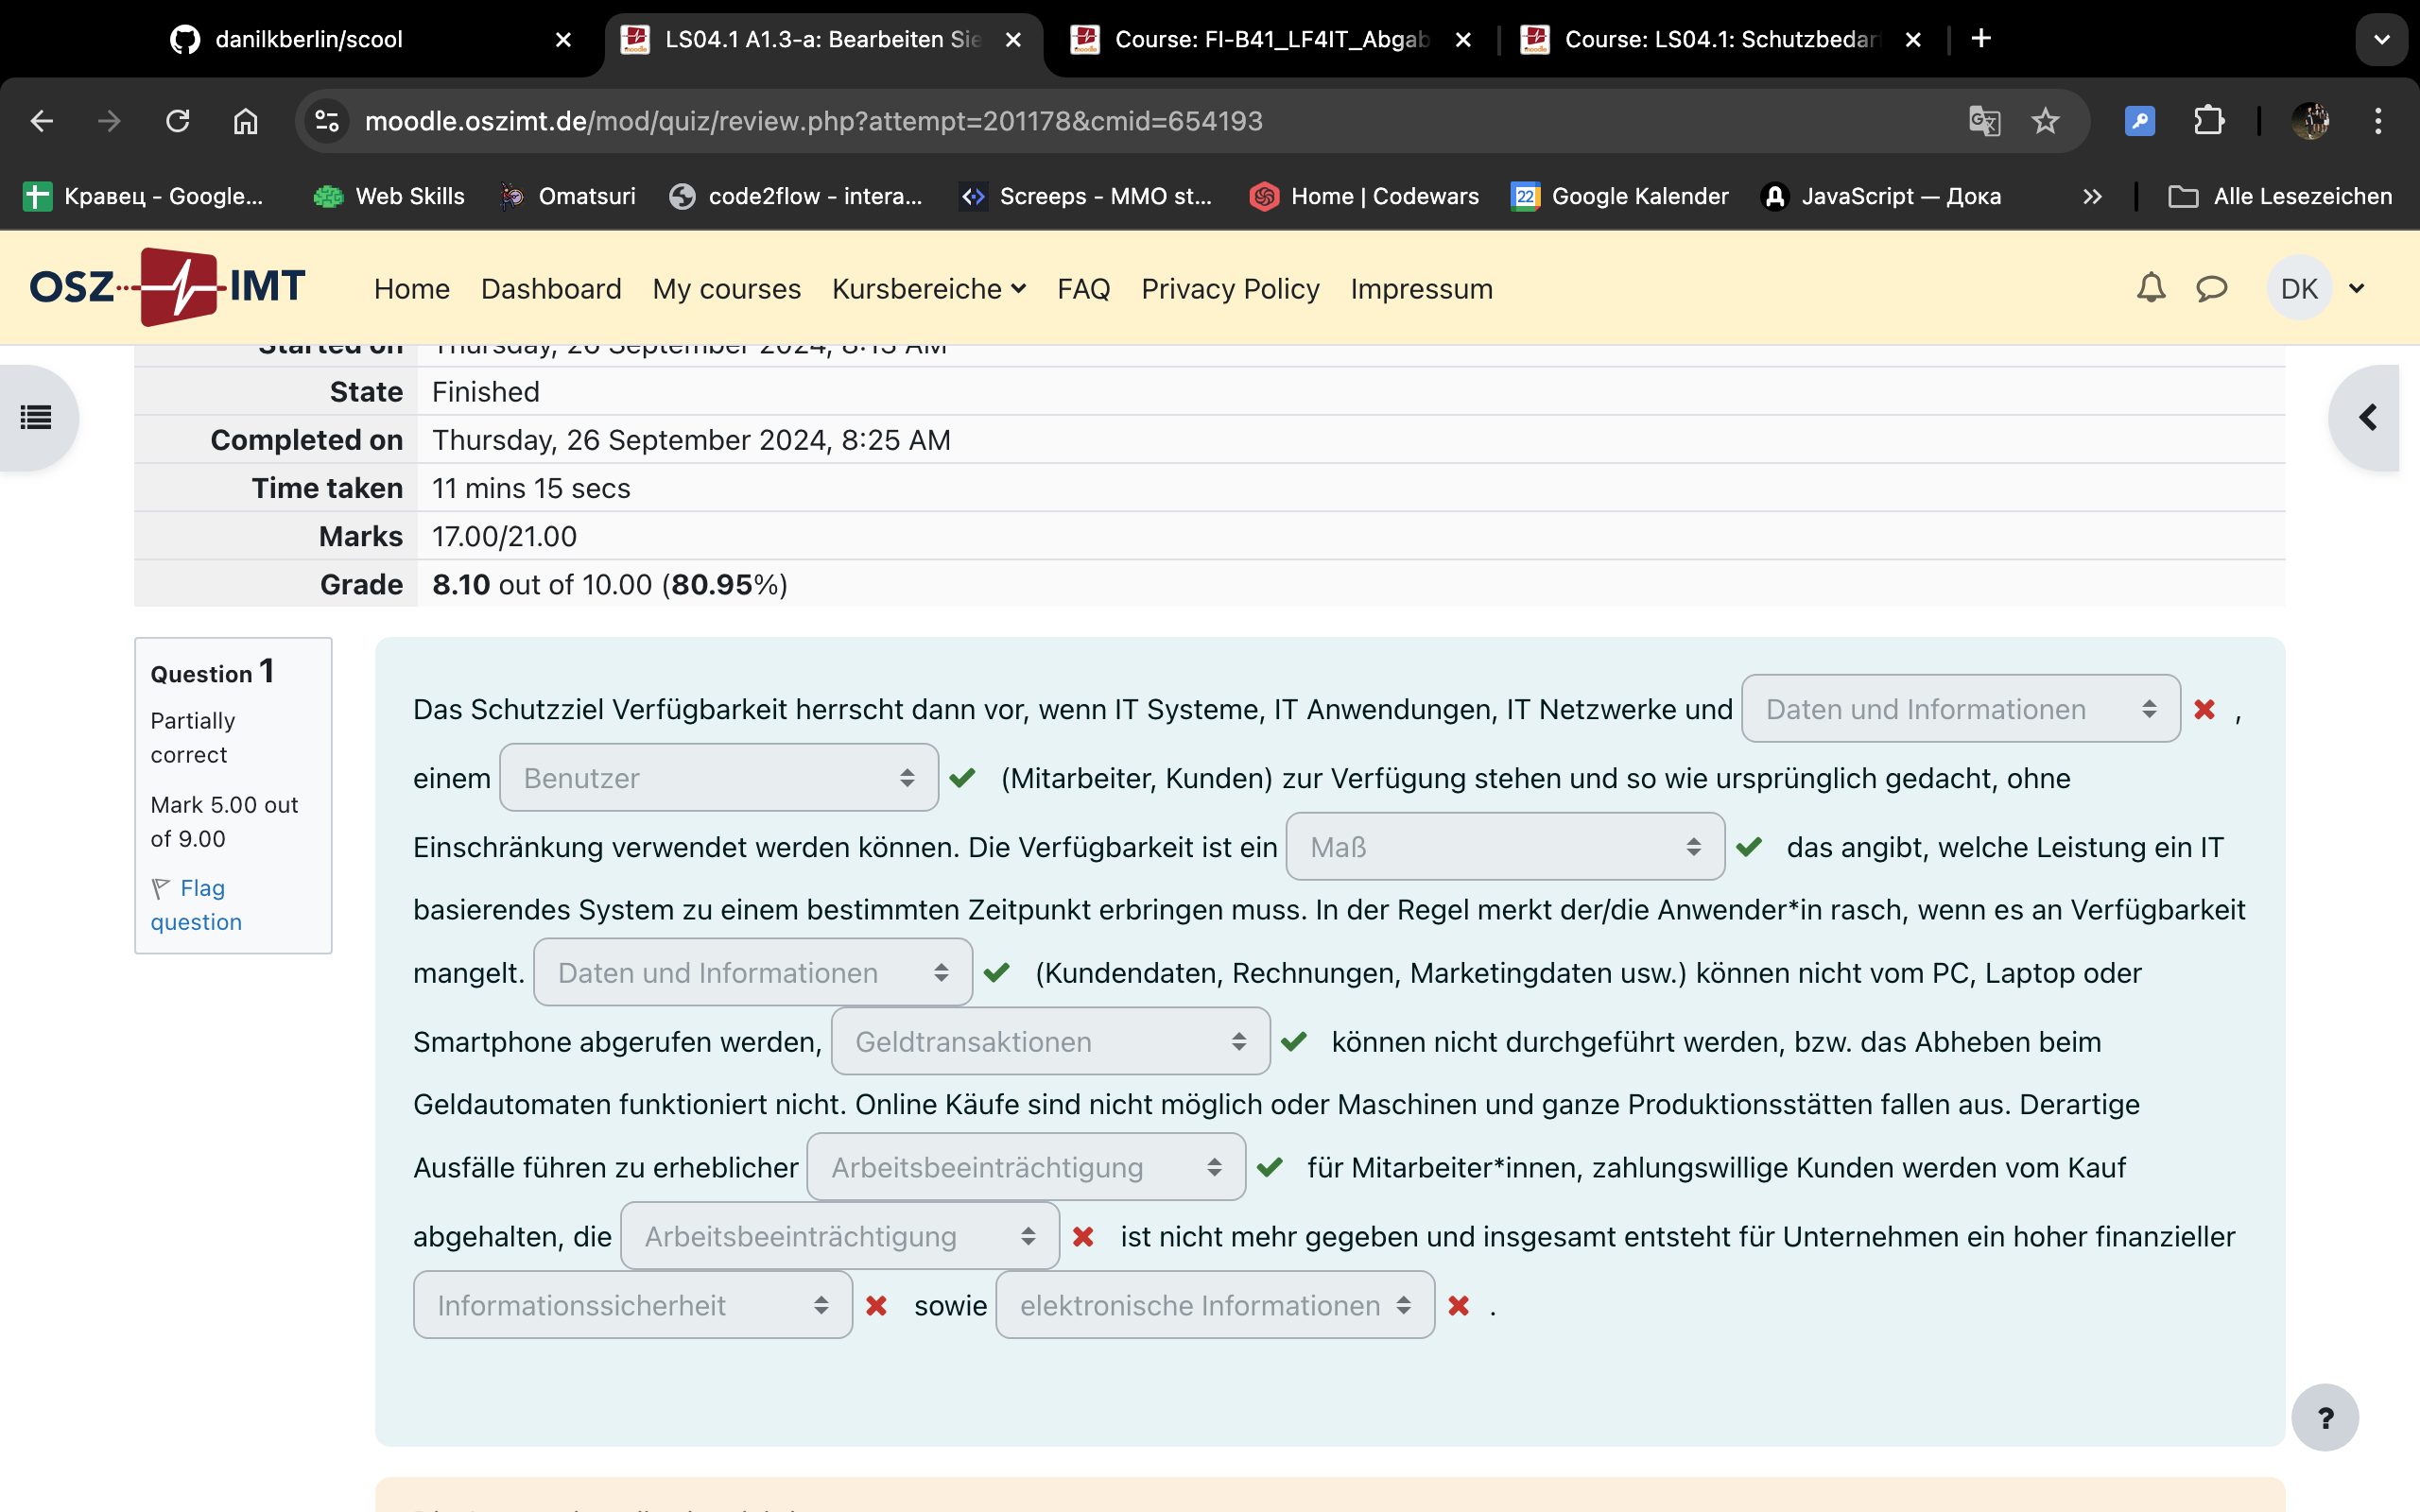 danilkberlin/scool
LS04.1 A1.3-a: Bearbeiten Sie
Course: FI-B41_LF4IT_Abgab
Course: LS04.1: Schutzbedar
moodle.oszimt.de/mod/quiz/review.php?attempt=201178&cmid=654193
Кравец - Google...
Web Skills
Omatsuri
code2flow - intera...
Screeps - MMO st...
Home | Codewars
22 Google Kalender
JavaScript — Дока
Alle Lesezeichen
OSZ IMT
Home Dashboard My courses Kursbereiche FAQ Privacy Policy Impressum
DK
Started on Thursday, 26 September 2024, 8:13 AM
State Finished
Completed on Thursday, 26 September 2024, 8:25 AM
Time taken 11 mins 15 secs
Marks 17.00/21.00
Grade 8.10 out of 10.00 (80.95%)
Question 1
Partially
correct
Mark 5.00 out
of 9.00
Flag
question
Das Schutzziel Verfügbarkeit herrscht dann vor, wenn IT Systeme, IT Anwendungen, IT Netzwerke und Daten und Informationen ,
einem Benutzer (Mitarbeiter, Kunden) zur Verfügung stehen und so wie ursprünglich gedacht, ohne
Einschränkung verwendet werden können. Die Verfügbarkeit ist ein Maß das angibt, welche Leistung ein IT
basierendes System zu einem bestimmten Zeitpunkt erbringen muss. In der Regel merkt der/die Anwender*in rasch, wenn es an Verfügbarkeit
mangelt. Daten und Informationen (Kundendaten, Rechnungen, Marketingdaten usw.) können nicht vom PC, Laptop oder
Smartphone abgerufen werden, Geldtransaktionen können nicht durchgeführt werden, bzw. das Abheben beim
Geldautomaten funktioniert nicht. Online Käufe sind nicht möglich oder Maschinen und ganze Produktionsstätten fallen aus. Derartige
Ausfälle führen zu erheblicher Arbeitsbeeinträchtigung für Mitarbeiter*innen, zahlungswillige Kunden werden vom Kauf
abgehalten, die Arbeitsbeeinträchtigung ist nicht mehr gegeben und insgesamt entsteht für Unternehmen ein hoher finanzieller
Informationssicherheit sowie elektronische Informationen .
?